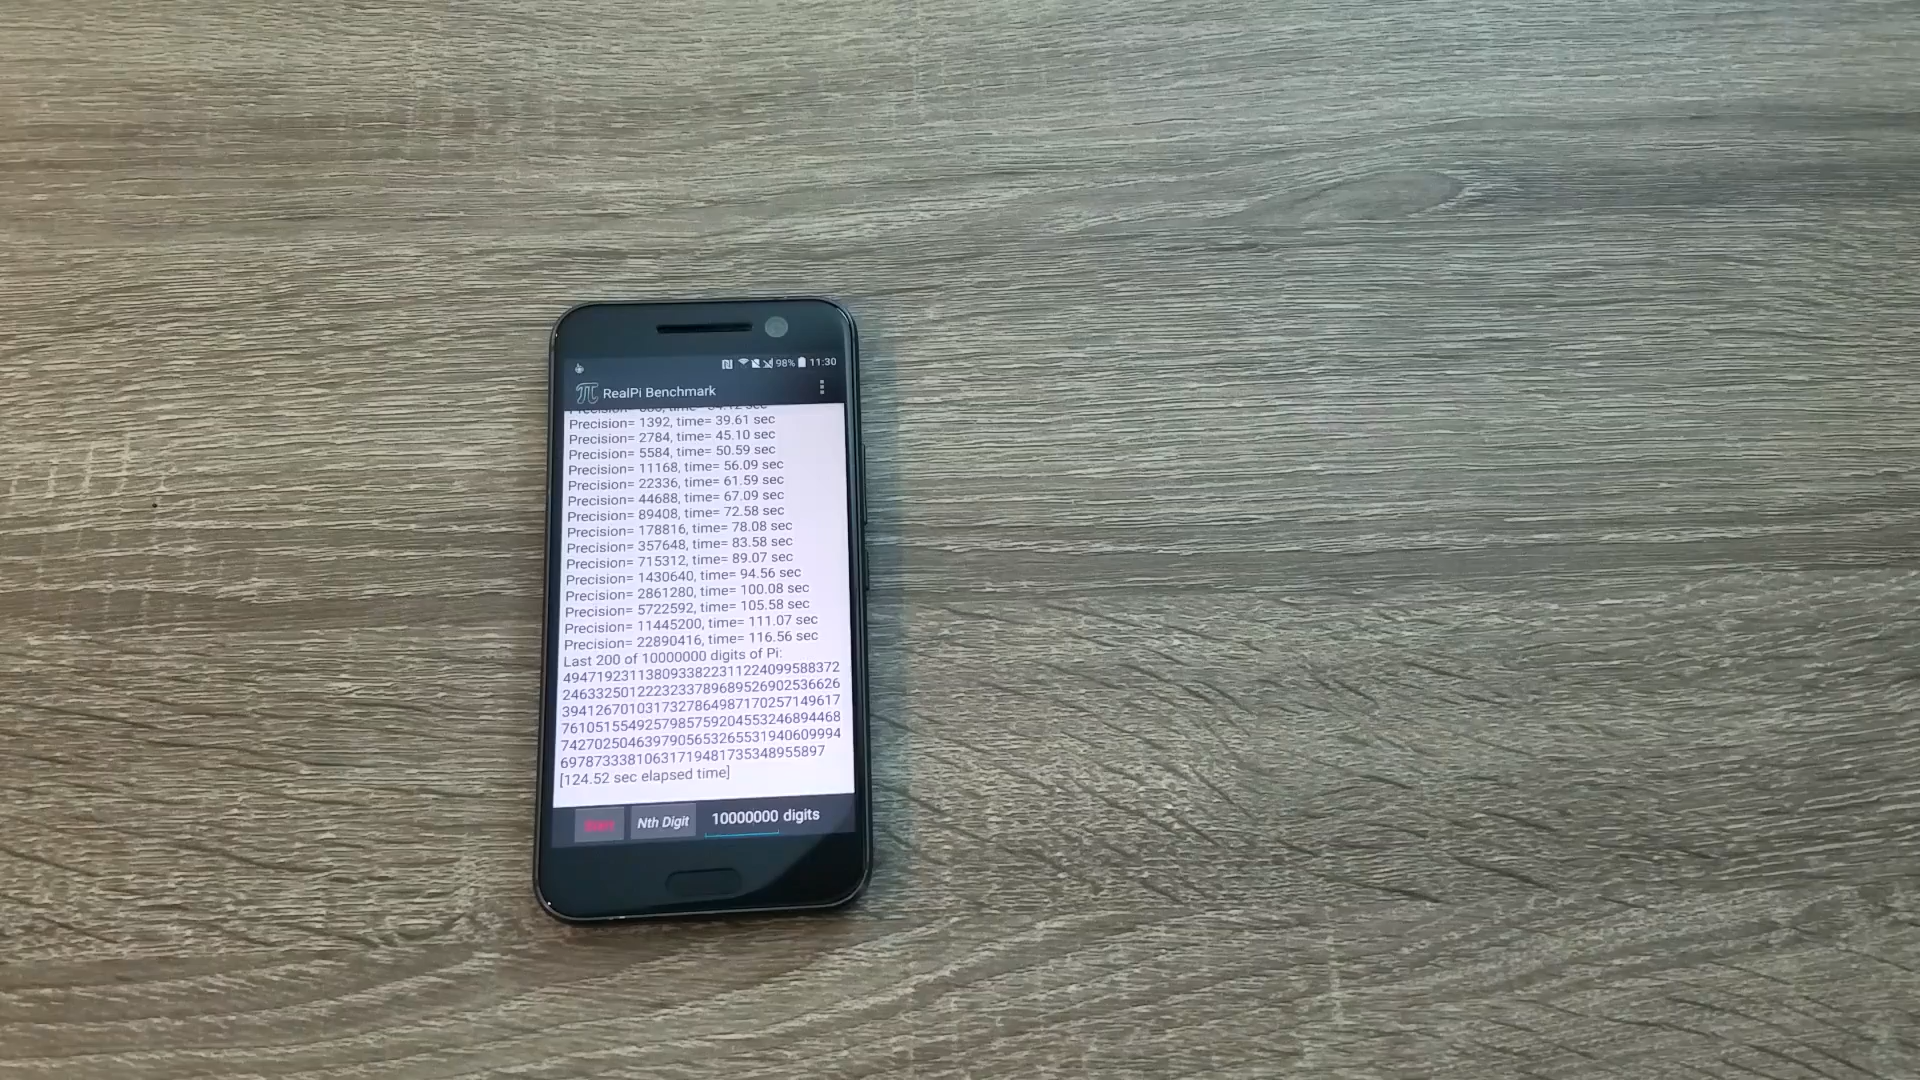 98% 11:30
RealPi Benchmark
Precision= 1392, time= 39.61 sec
Precision= 2784, time= 45.10 sec
Precision= 5584, time= 50.59 sec
Precision= 11168, time= 56.09 sec
Precision= 22336, time= 61.59 sec
Precision= 44688, time= 67.09 sec
Precision= 89408, time= 72.58 sec
Precision= 178816, time= 78.08 sec
Precision= 357648, time= 83.58 sec
Precision= 715312, time= 89.07 sec
Precision= 1430640, time= 94.56 sec
Precision= 2861280, time= 100.08 sec
Precision= 5722592, time= 105.58 sec
Precision= 11445200, time= 111.07 sec
Precision= 22890416, time= 116.56 sec
Last 200 of 10000000 digits of Pi:
4947192311380933822311224099588372
2463325012223233789689526902536626
3941267010317327864987170257149617
7610515549257985759204553246894468
7427025046397905653265531940609994
697873338106317194817353489558​97
[124.52 sec elapsed time]
Nth Digit 10000000 digits